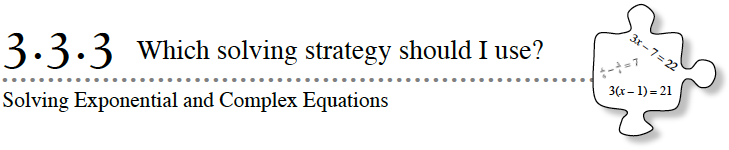 3.3.3 Which solving strategy should I use?
3x – 7 = 22
3(x – 1) = 21
Solving Exponential and Complex Equations